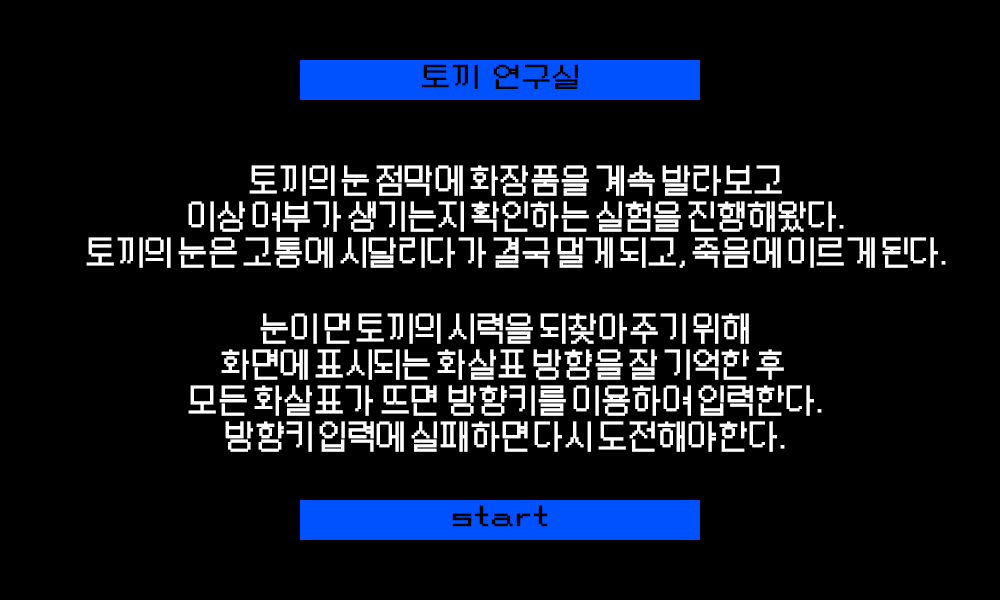 토끼 연구실
토끼의 눈 점막에 화장품을 계속 발라보고
이상 여부가 생기는지 확인하는 실험을 진행해왔다.
토끼의 눈은 고통에 시달리다가 결국 멀게 되고, 죽음에 이르게 된다.
눈이 먼 토끼의 시력을 되찾아 주기 위해
화면에 표시되는 화살표 방향을 잘 기억한 후
모든 화살표가 뜨면 방향키를 이용하여 입력한다.
방향키 입력에 실패하면 다시 도전해야한다.
start